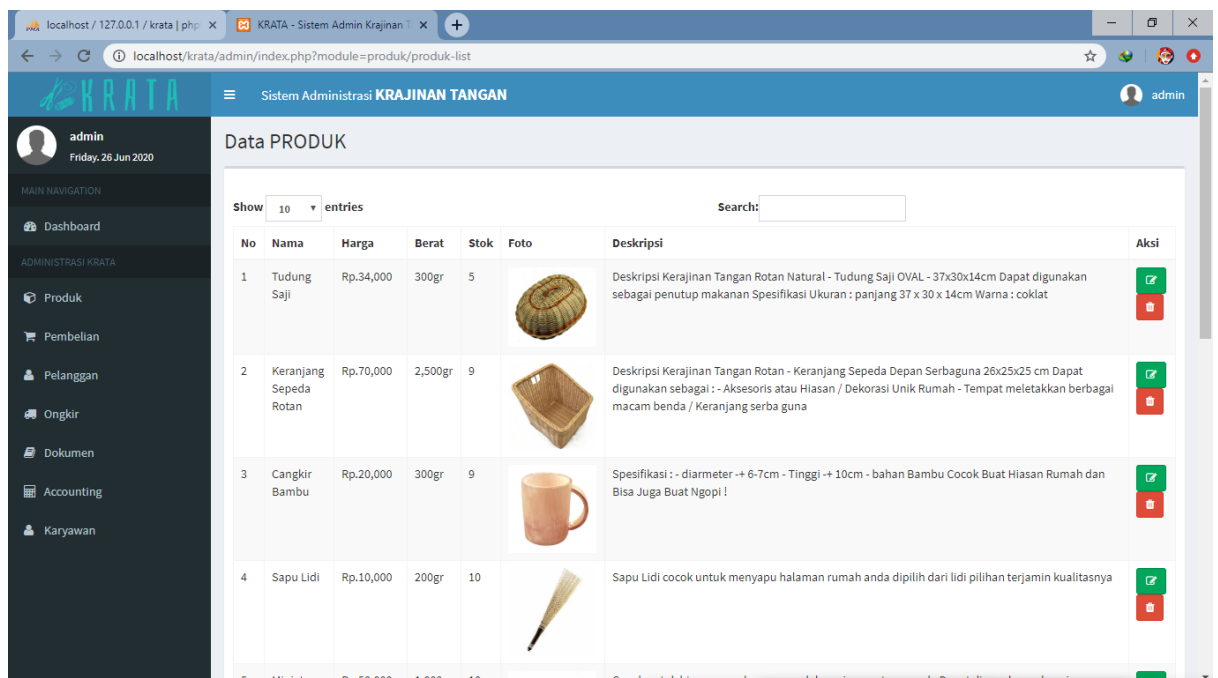 localhost / 127.0.0.1 / krata | php
KRATA - Sistem Admin Krajinan T
localhost/krata/admin/index.php?module=produk/produk-list
KRATA
Sistem Administrasi KRAJINAN TANGAN
admin
admin
Friday. 26 Jun 2020
Data PRODUK
MAIN NAVIGATION
Dashboard
ADMINISTRASI KRATA
Produk
Pembelian
Pelanggan
Ongkir
Dokumen
Accounting
Karyawan
Show 10 entries
Search:
No Nama Harga Berat Stok Foto Deskripsi Aksi
1 Tudung Saji Rp.34,000 300gr 5
Deskripsi Kerajinan Tangan Rotan Natural - Tudung Saji OVAL - 37x30x14cm Dapat digunakan
sebagai penutup makanan Spesifikasi Ukuran : panjang 37 x 30 x 14cm Warna : coklat
2 Keranjang Sepeda Rotan Rp.70,000 2,500gr 9
Deskripsi Kerajinan Tangan Rotan - Keranjang Sepeda Depan Serbaguna 26x25x25 cm Dapat
digunakan sebagai : - Aksesoris atau Hiasan / Dekorasi Unik Rumah - Tempat meletakkan berbagai
macam benda / Keranjang serba guna
3 Cangkir Bambu Rp.20,000 300gr 9
Spesifikasi : - diarmeter -+ 6-7cm - Tinggi -+ 10cm - bahan Bambu Cocok Buat Hiasan Rumah dan
Bisa Juga Buat Ngopi !
4 Sapu Lidi Rp.10,000 200gr 10
Sapu Lidi cocok untuk menyapu halaman rumah anda dipilih dari lidi pilihan terjamin kualitasnya